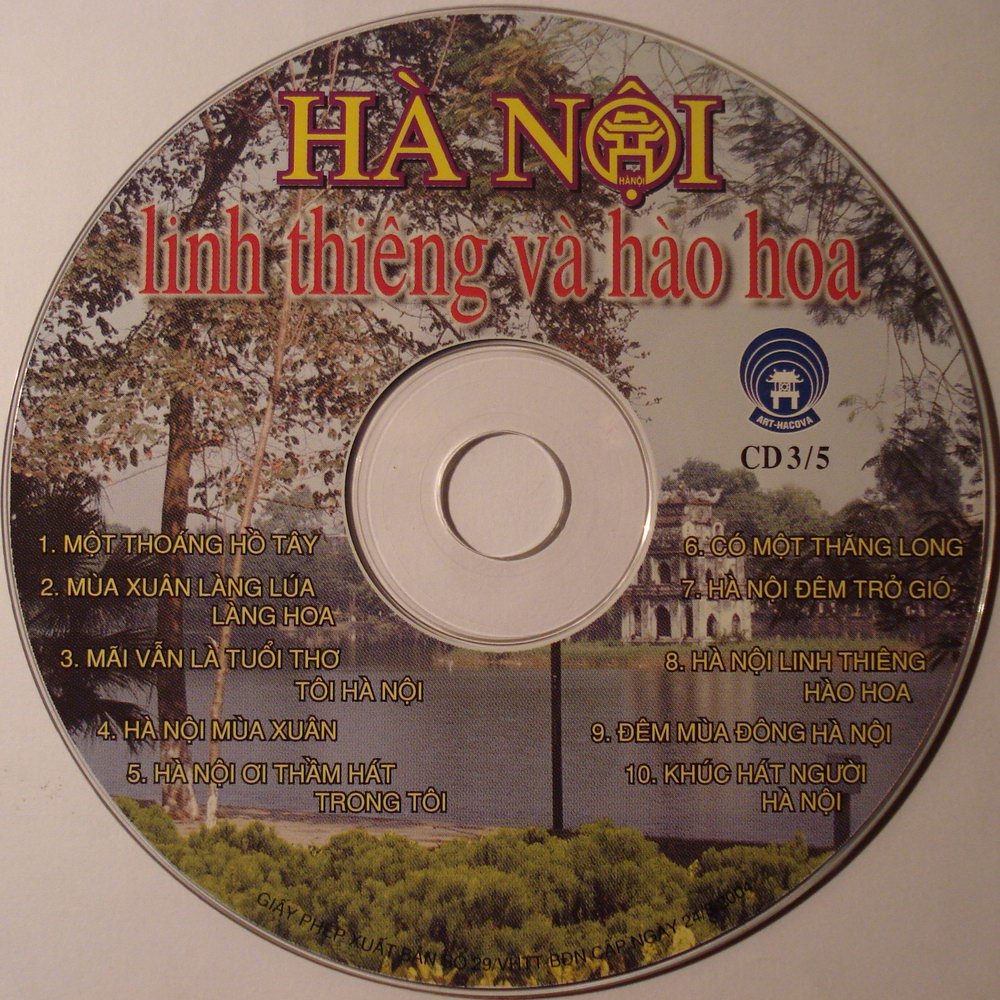 HÀ NỘI
HÀNỘI
linh thiêng và hào hoa
ART-HACOVA
CD 3/5
1. MỘT THOÁNG HỒ TÂY
2. MÙA XUÂN LÀNG LÚA
LÀNG HOA
3. MÃI VẪN LÀ TUỔI THƠ
TÔI HÀ NỘI
4. HÀ NỘI MÙA XUÂN
5. HÀ NỘI ƠI THẦM HÁT
TRONG TÔI
6. CÓ MỘT THĂNG LONG
7. HÀ NỘI ĐÊM TRỞ GIÓ
8. HÀ NỘI LINH THIÊNG
HÀO HOA
9. ĐÊM MÙA ĐÔNG HÀ NỘI
10. KHÚC HÁT NGƯỜI
HÀ NỘI
GIẤY PHÉP XUẤT BẢN SỐ 29/VHTT-BĐN CẤP NGÀY